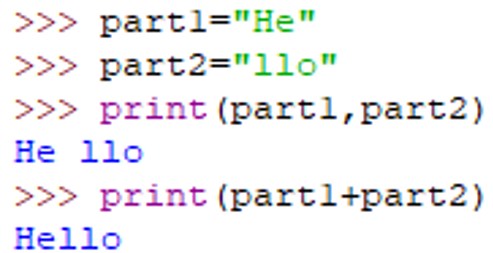 >>> part1="He"
>>> part2="llo"
>>> print(part1,part2)
He llo
>>> print(part1+part2)
Hello